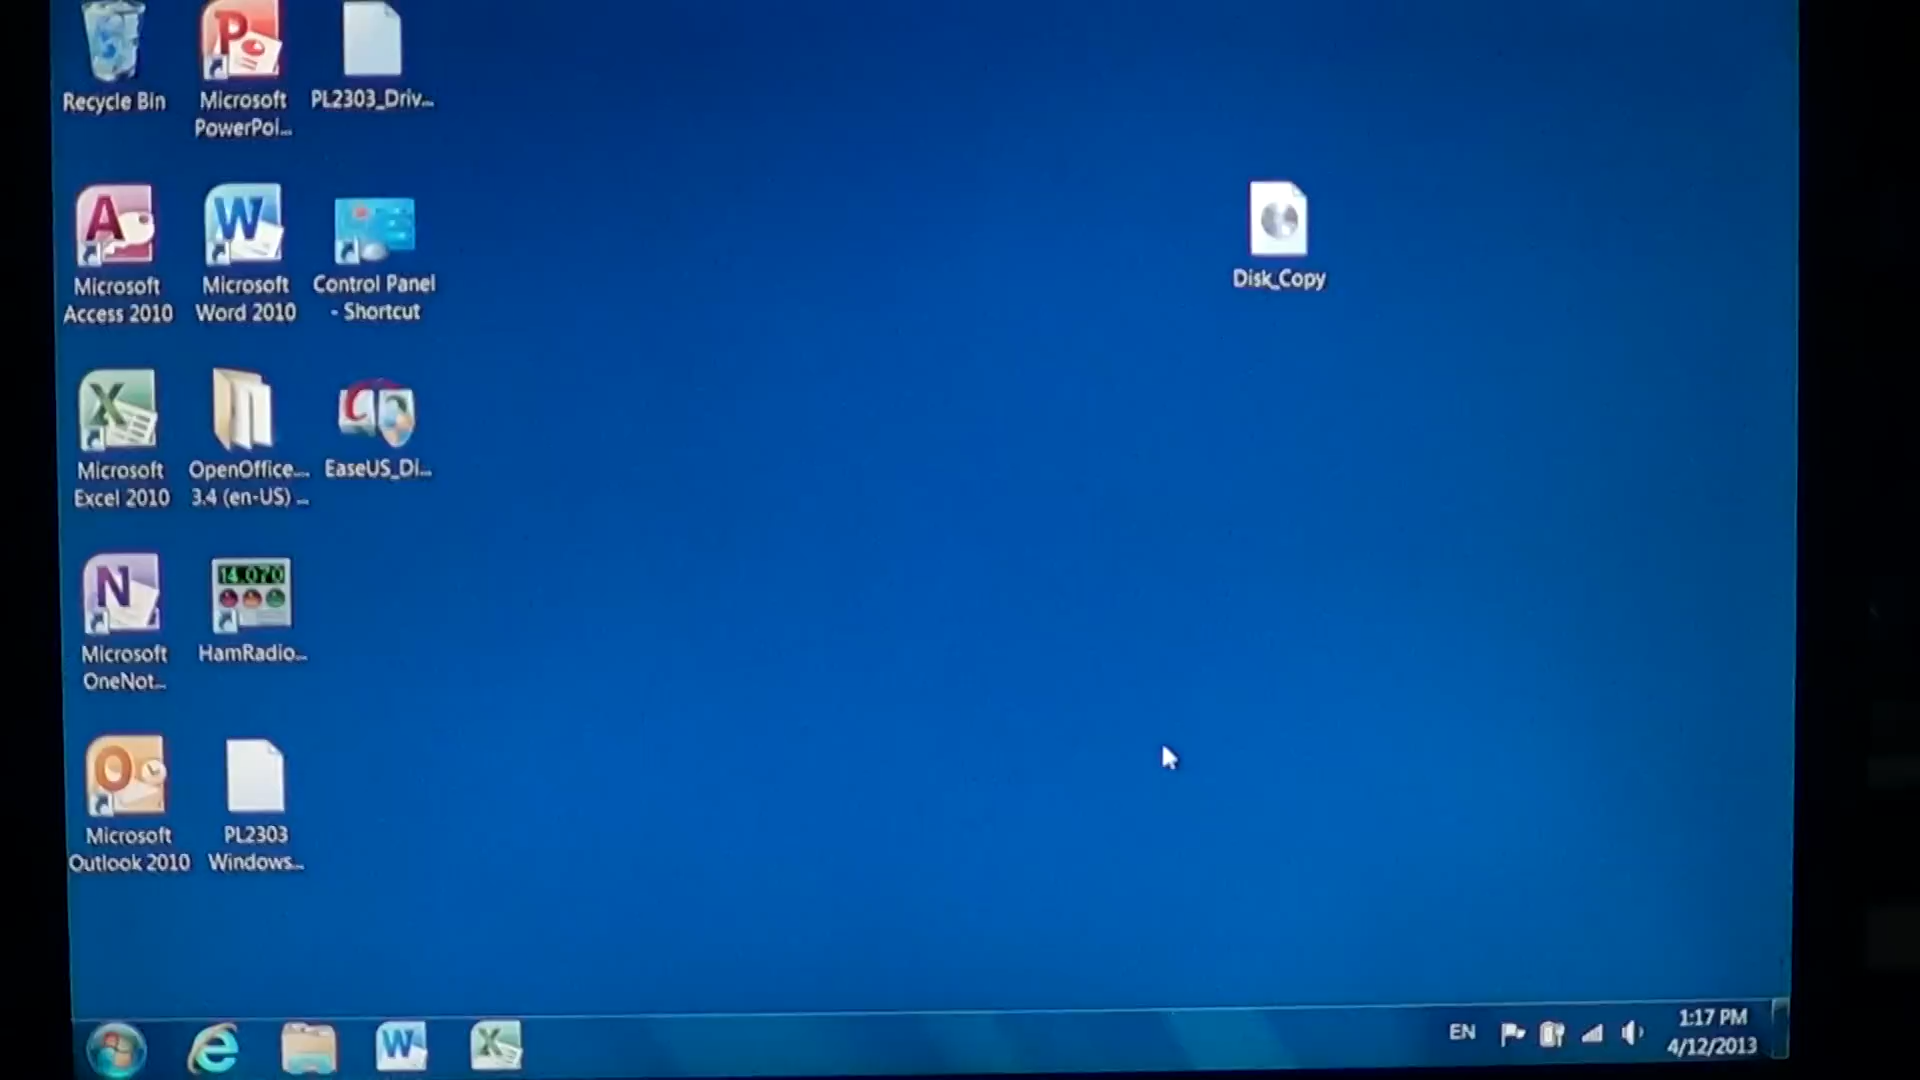 Recycle Bin
Microsoft
PowerPoi...
PL2303_Driv...
Disk_Copy
Microsoft
Access 2010
Microsoft
Word 2010
Control Panel
- Shortcut
Microsoft
Excel 2010
OpenOffice....
3.4 (en-US) ...
EaseUS_Di...
Microsoft
OneNot...
14.070
HamRadio...
Microsoft
Outlook 2010
PL2303
Windows...
EN
1:17 PM
4/12/2013